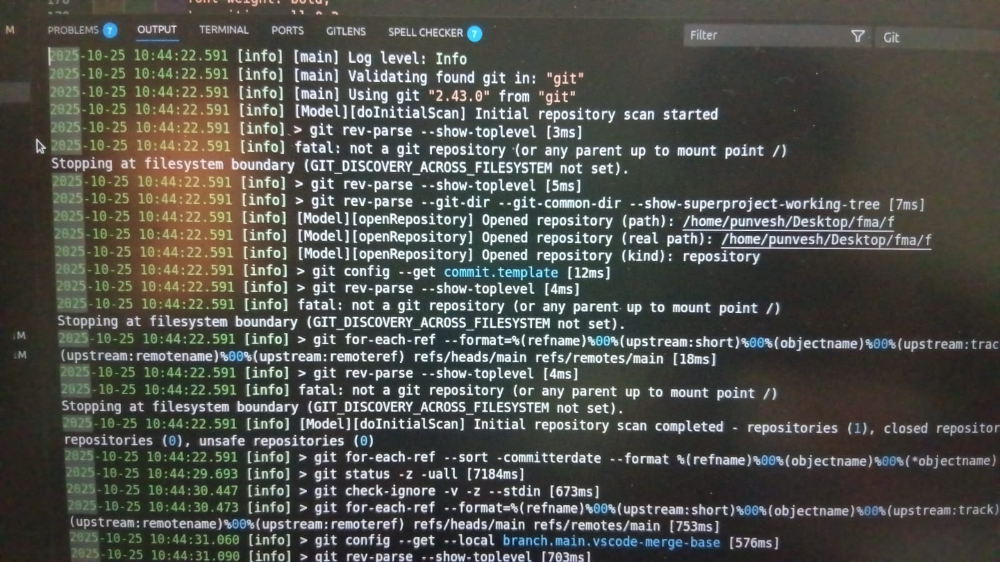 font-weight: bold;
M
PROBLEMS 7 OUTPUT TERMINAL PORTS GITLENS SPELL CHECKER 7 Filter Git
2025-10-25 10:44:22.591 [info] [main] Log level: Info
2025-10-25 10:44:22.591 [info] [main] Validating found git in: "git"
2025-10-25 10:44:22.591 [info] [main] Using git "2.43.0" from "git"
2025-10-25 10:44:22.591 [info] [Model][doInitialScan] Initial repository scan started
2025-10-25 10:44:22.591 [info] > git rev-parse --show-toplevel [3ms]
2025-10-25 10:44:22.591 [info] fatal: not a git repository (or any parent up to mount point /)
Stopping at filesystem boundary (GIT_DISCOVERY_ACROSS_FILESYSTEM not set).
2025-10-25 10:44:22.591 [info] > git rev-parse --show-toplevel [5ms]
2025-10-25 10:44:22.591 [info] > git rev-parse --git-dir --git-common-dir --show-superproject-working-tree [7ms]
2025-10-25 10:44:22.591 [info] [Model][openRepository] Opened repository (path): /home/punvesh/Desktop/fma/f
2025-10-25 10:44:22.591 [info] [Model][openRepository] Opened repository (real path): /home/punvesh/Desktop/fma/f
2025-10-25 10:44:22.591 [info] [Model][openRepository] Opened repository (kind): repository
2025-10-25 10:44:22.591 [info] > git config --get commit.template [12ms]
2025-10-25 10:44:22.591 [info] > git rev-parse --show-toplevel [4ms]
2025-10-25 10:44:22.591 [info] fatal: not a git repository (or any parent up to mount point /)
Stopping at filesystem boundary (GIT_DISCOVERY_ACROSS_FILESYSTEM not set).
2025-10-25 10:44:22.591 [info] > git for-each-ref --format=%(refname)%00%(upstream:short)%00%(objectname)%00%(upstream:trac
(upstream:remotename)%00%(upstream:remoteref) refs/heads/main refs/remotes/main [18ms]
2025-10-25 10:44:22.591 [info] > git rev-parse --show-toplevel [4ms]
2025-10-25 10:44:22.591 [info] fatal: not a git repository (or any parent up to mount point /)
Stopping at filesystem boundary (GIT_DISCOVERY_ACROSS_FILESYSTEM not set).
2025-10-25 10:44:22.591 [info] [Model][doInitialScan] Initial repository scan completed - repositories (1), closed repositor
repositories (0), unsafe repositories (0)
2025-10-25 10:44:22.591 [info] > git for-each-ref --sort -committerdate --format %(refname)%00%(objectname)%00%(*objectname)
2025-10-25 10:44:29.693 [info] > git status -z -uall [7184ms]
2025-10-25 10:44:30.447 [info] > git check-ignore -v -z --stdin [673ms]
2025-10-25 10:44:30.473 [info] > git for-each-ref --format=%(refname)%00%(upstream:short)%00%(objectname)%00%(upstream:track)
(upstream:remotename)%00%(upstream:remoteref) refs/heads/main refs/remotes/main [753ms]
2025-10-25 10:44:31.060 [info] > git config --get --local branch.main.vscode-merge-base [576ms]
2025-10-25 10:44:31.090 [info] > git rev-parse --show-toplevel [703ms]